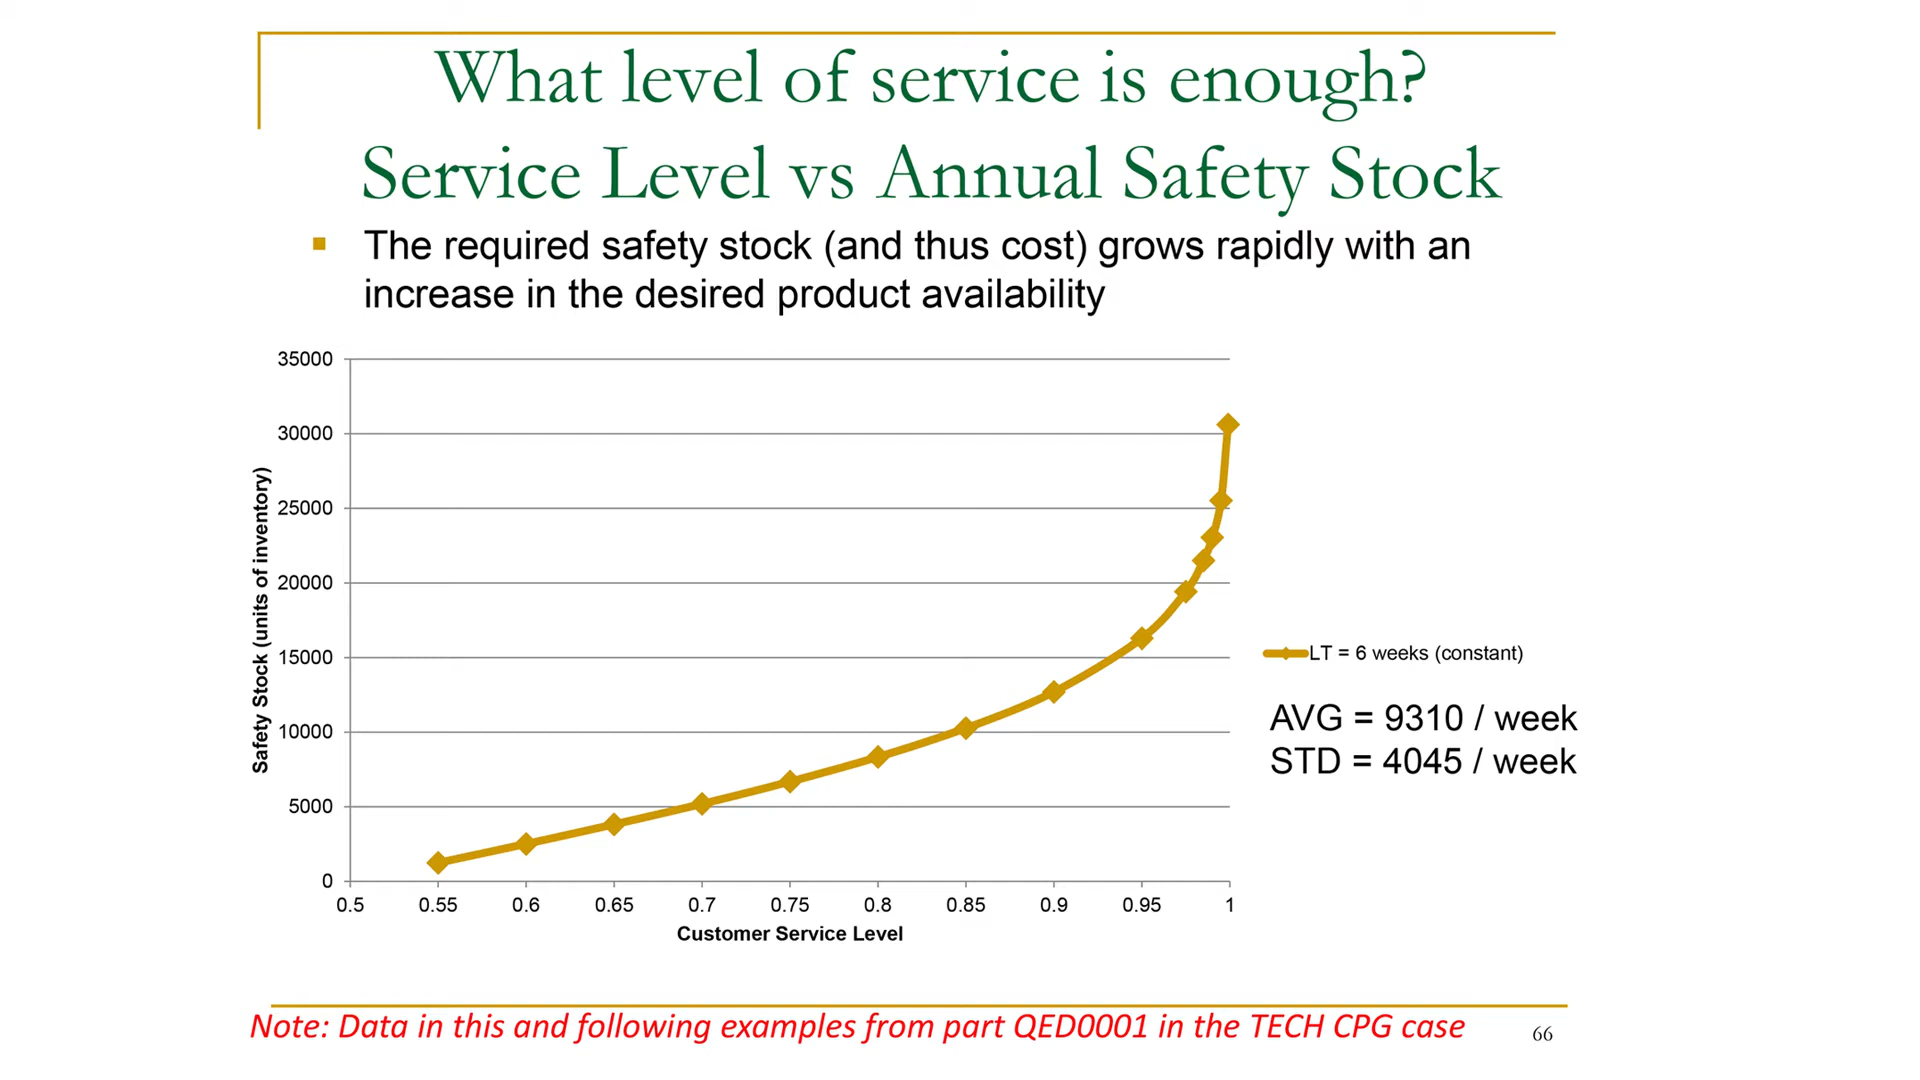 What level of service is enough?
Service Level vs Annual Safety Stock
The required safety stock (and thus cost) grows rapidly with an
increase in the desired product availability
35000
30000
25000
20000
15000
10000
5000
0
Safety Stock (units of inventory)
0.5 0.55 0.6 0.65 0.7 0.75 0.8 0.85 0.9 0.95 1
Customer Service Level
LT = 6 weeks (constant)
AVG = 9310 / week
STD = 4045 / week
Note: Data in this and following examples from part QED0001 in the TECH CPG case
66